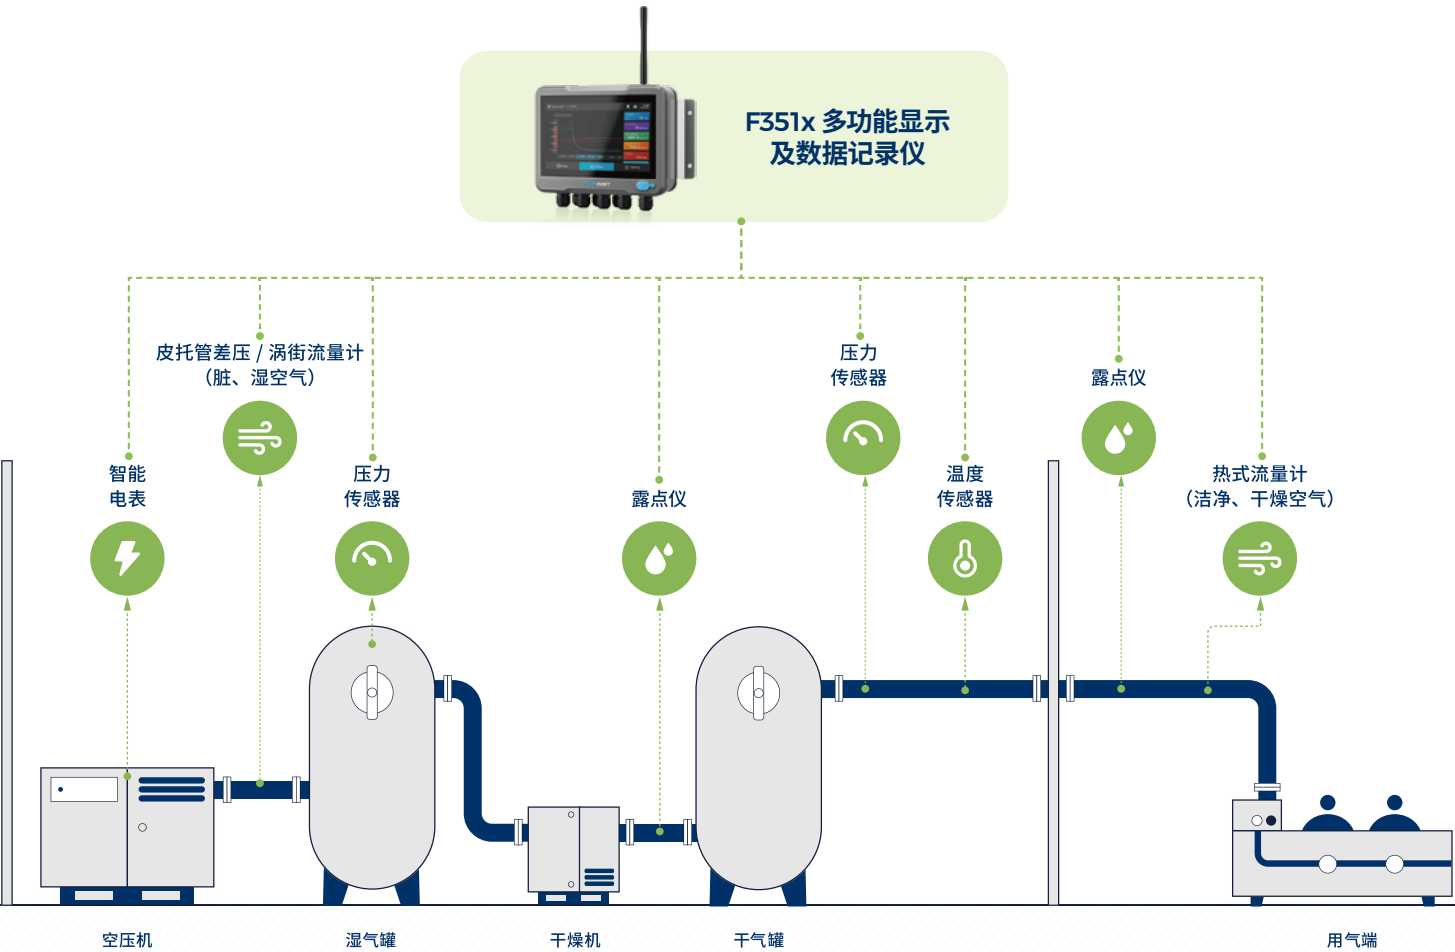 F351x 多功能显示
及数据记录仪
皮托管差压 / 涡街流量计
（脏、湿空气）
压力
传感器
露点仪
智能
电表
压力
传感器
露点仪
温度
传感器
热式流量计
（洁净、干燥空气）
空压机
湿气罐
干燥机
干气罐
用气端